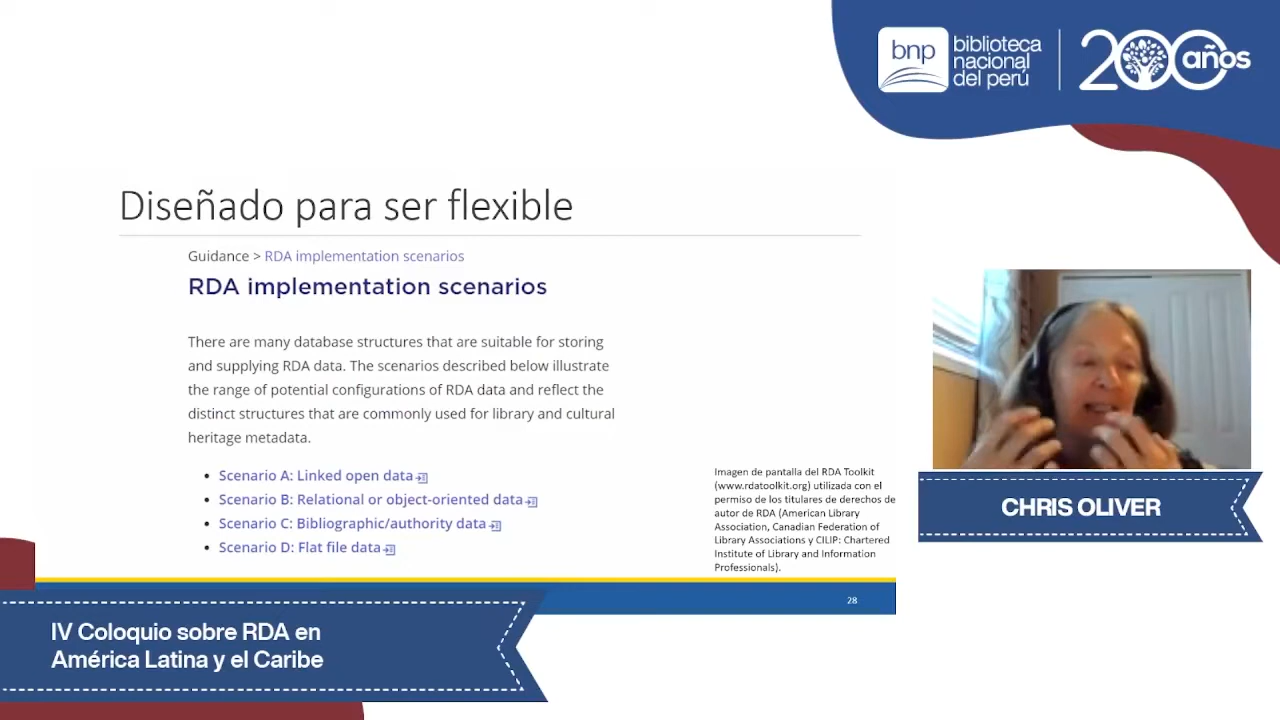 bnp
biblioteca
nacional
del perú
200 años
Diseñado para ser flexible
Guidance > RDA implementation scenarios
RDA implementation scenarios
There are many database structures that are suitable for storing
and supplying RDA data. The scenarios described below illustrate
the range of potential configurations of RDA data and reflect the
distinct structures that are commonly used for library and cultural
heritage metadata.
• Scenario A: Linked open data
• Scenario B: Relational or object-oriented data
• Scenario C: Bibliographic/authority data
• Scenario D: Flat file data
Imagen de pantalla del RDA Toolkit
(www.rdatoolkit.org) utilizada con el
permiso de los titulares de derechos de
autor de RDA (American Library
Association, Canadian Federation of
Library Associations y CILIP: Chartered
Institute of Library and Information
Professionals).
28
CHRIS OLIVER
IV Coloquio sobre RDA en
América Latina y el Caribe